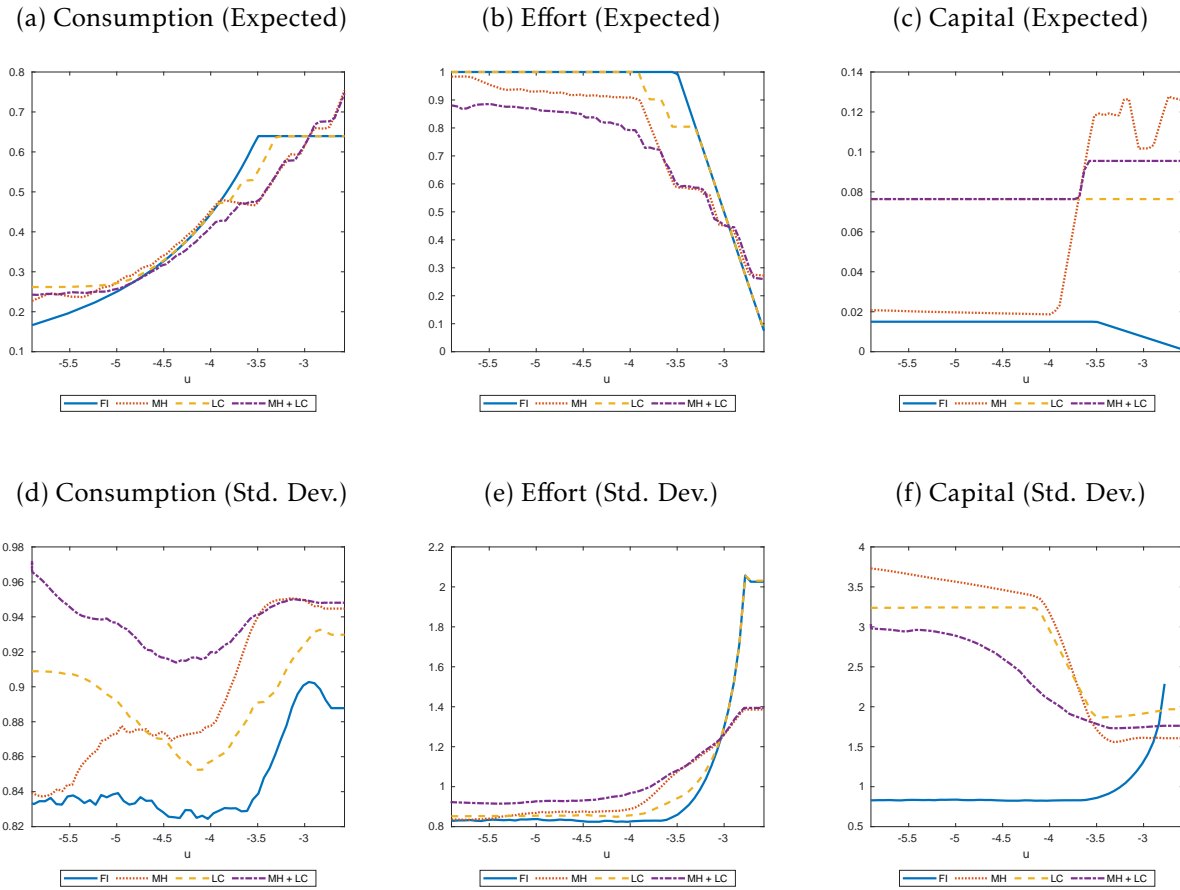 (a) Consumption (Expected)
(b) Effort (Expected)
(c) Capital (Expected)
0.8
0.7
0.6
0.5
0.4
0.3
0.2
0.1
-5.5 -5 -4.5 -4 -3.5 -3
u
FI MH LC MH + LC
1
0.9
0.8
0.7
0.6
0.5
0.4
0.3
0.2
0.1
0
-5.5 -5 -4.5 -4 -3.5 -3
u
FI MH LC MH + LC
0.14
0.12
0.1
0.08
0.06
0.04
0.02
0
-5.5 -5 -4.5 -4 -3.5 -3
u
FI MH LC MH + LC
(d) Consumption (Std. Dev.)
(e) Effort (Std. Dev.)
(f) Capital (Std. Dev.)
0.98
0.96
0.94
0.92
0.9
0.88
0.86
0.84
0.82
-5.5 -5 -4.5 -4 -3.5 -3
u
FI MH LC MH + LC
2.2
2
1.8
1.6
1.4
1.2
1
0.8
-5.5 -5 -4.5 -4 -3.5 -3
u
FI MH LC MH + LC
4
3.5
3
2.5
2
1.5
1
0.5
-5.5 -5 -4.5 -4 -3.5 -3
u
FI MH LC MH + LC